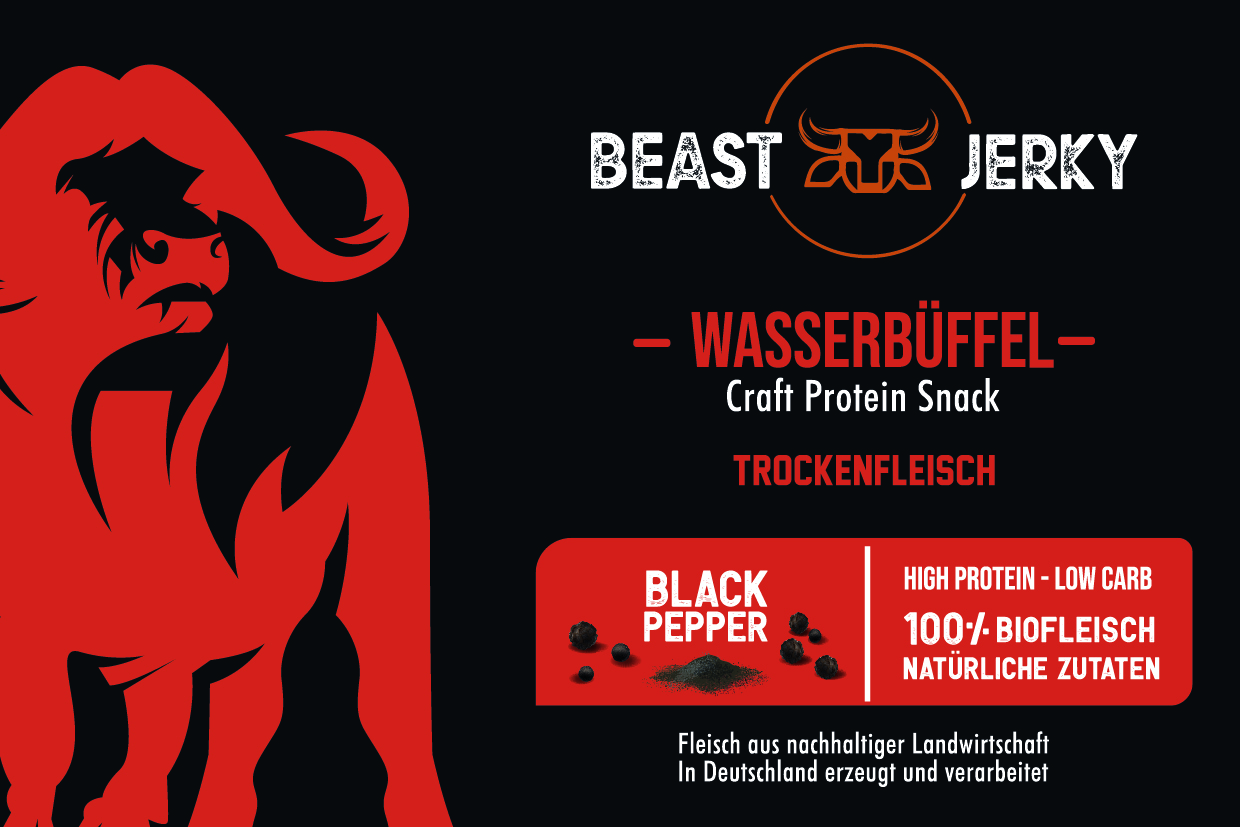 BEAST JERKY
– WASSERBÜFFEL –
Craft Protein Snack
TROCKENFLEISCH
BLACK
PEPPER
HIGH PROTEIN - LOW CARB
100% BIOFLEISCH
NATÜRLICHE ZUTATEN
Fleisch aus nachhaltiger Landwirtschaft
In Deutschland erzeugt und verarbeitet